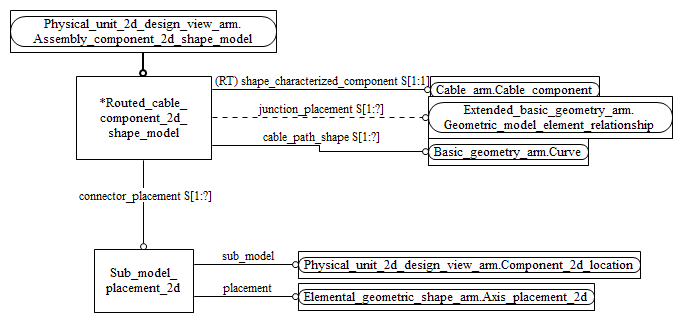 Physical_unit_2d_design_view_arm.
Assembly_component_2d_shape_model
(RT) shape_characterized_component S[1:1]
Cable_arm.Cable_component
*Routed_cable_
component_2d_
shape_model
junction_placement S[1:?]
Extended_basic_geometry_arm.
Geometric_model_element_relationship
cable_path_shape S[1:?]
Basic_geometry_arm.Curve
connector_placement S[1:?]
Sub_model_
placement_2d
sub_model
Physical_unit_2d_design_view_arm.Component_2d_location
placement
Elemental_geometric_shape_arm.Axis_placement_2d